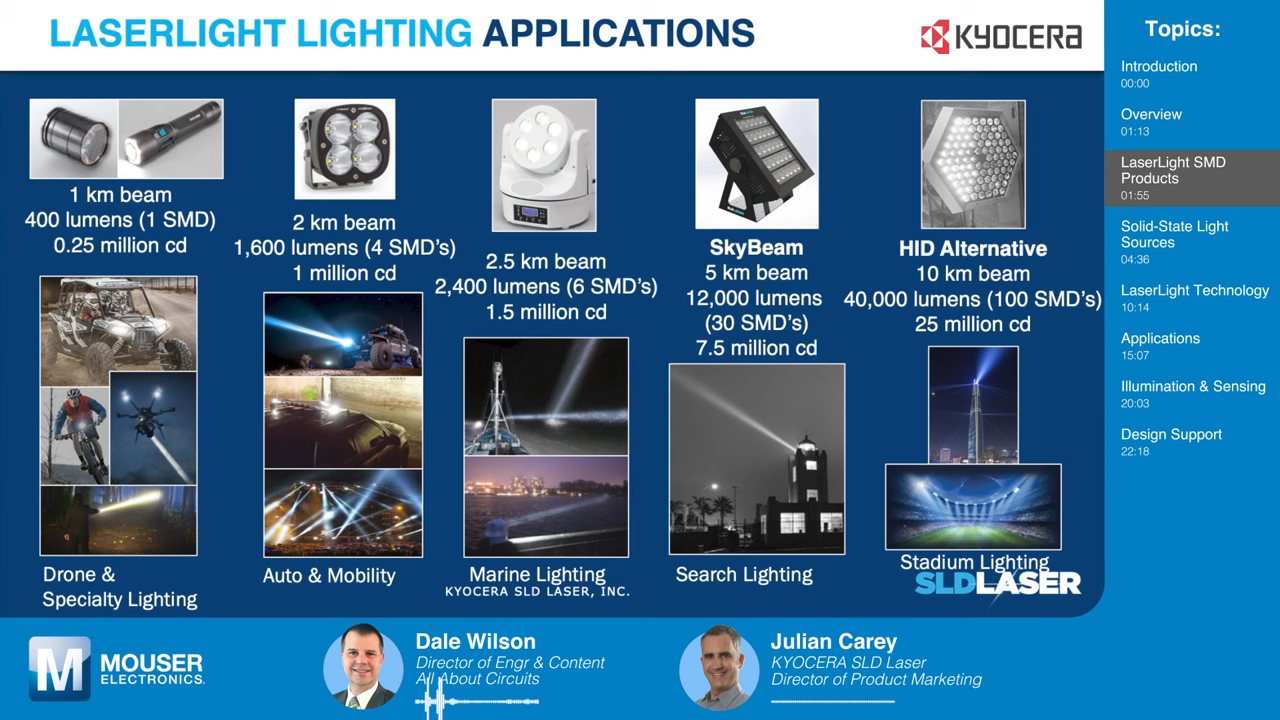 LASERLIGHT LIGHTING APPLICATIONS
KYOCERA
1 km beam
400 lumens (1 SMD)
0.25 million cd
2 km beam
1,600 lumens (4 SMD's)
1 million cd
2.5 km beam
2,400 lumens (6 SMD's)
1.5 million cd
SkyBeam
5 km beam
12,000 lumens
(30 SMD's)
7.5 million cd
HID Alternative
10 km beam
40,000 lumens (100 SMD's)
25 million cd
Drone &
Specialty Lighting
Auto & Mobility
Marine Lighting
KYOCERA SLD LASER, INC.
Search Lighting
Stadium Lighting
SLDLASER
Topics:
Introduction
00:00
Overview
01:13
LaserLight SMD
Products
01:55
Solid-State Light
Sources
04:36
LaserLight Technology
10:14
Applications
15:07
Illumination & Sensing
20:03
Design Support
22:18
M
MOUSER
ELECTRONICS.
Dale Wilson
Director of Engr & Content
All About Circuits
Julian Carey
KYOCERA SLD Laser
Director of Product Marketing